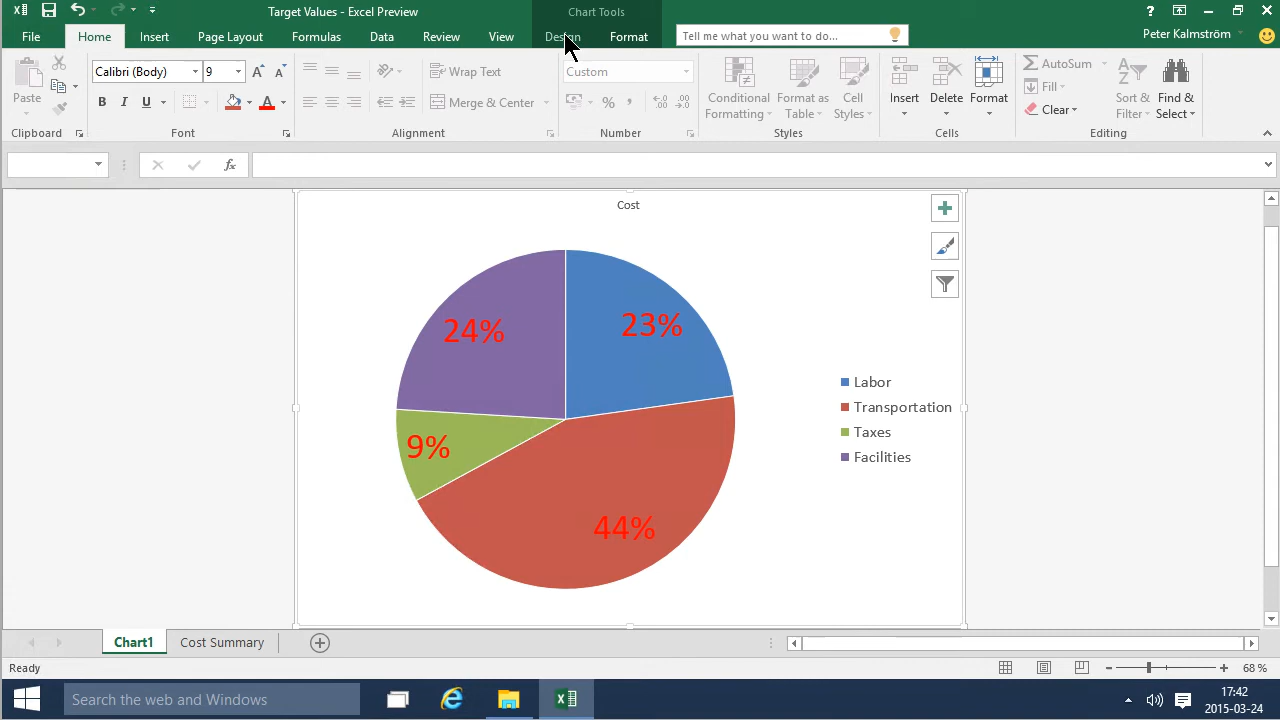 Target Values - Excel Preview
Chart Tools
?
File Home Insert Page Layout Formulas Data Review View Design Format Tell me what you want to do... Peter Kalmström
Paste
Calibri (Body) 9 A A
B I U A
Wrap Text
Merge & Center
Custom
% ,
Conditional Formatting
Format as Table
Cell Styles
Insert Delete Format
AutoSum
Fill
Clear
Sort & Filter
Find & Select
Clipboard Font Alignment Number Styles Cells Editing
fx
Cost
24%
23%
9%
44%
Labor
Transportation
Taxes
Facilities
Chart1 Cost Summary
Ready 68 %
Search the web and Windows
17:42
2015-03-24